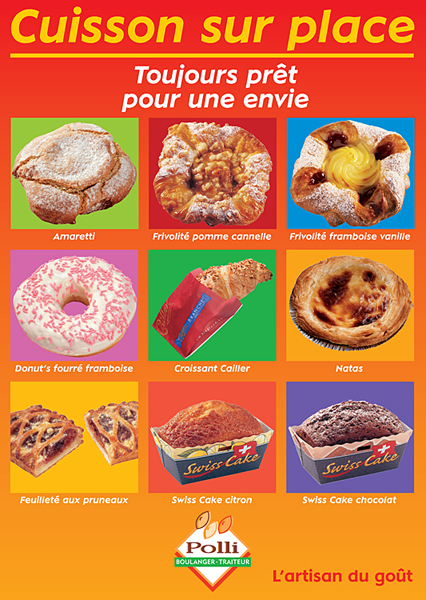 Cuisson sur place
Toujours prêt
pour une envie
Amaretti
Frivolité pomme cannelle
Frivolité framboise vanille
Donut's fourré framboise
Croissant Cailler
Natas
Swiss Cake
Swiss Cake
Feuilleté aux pruneaux
Swiss Cake citron
Swiss Cake chocolat
Polli
BOULANGER·TRAITEUR
L'artisan du goût